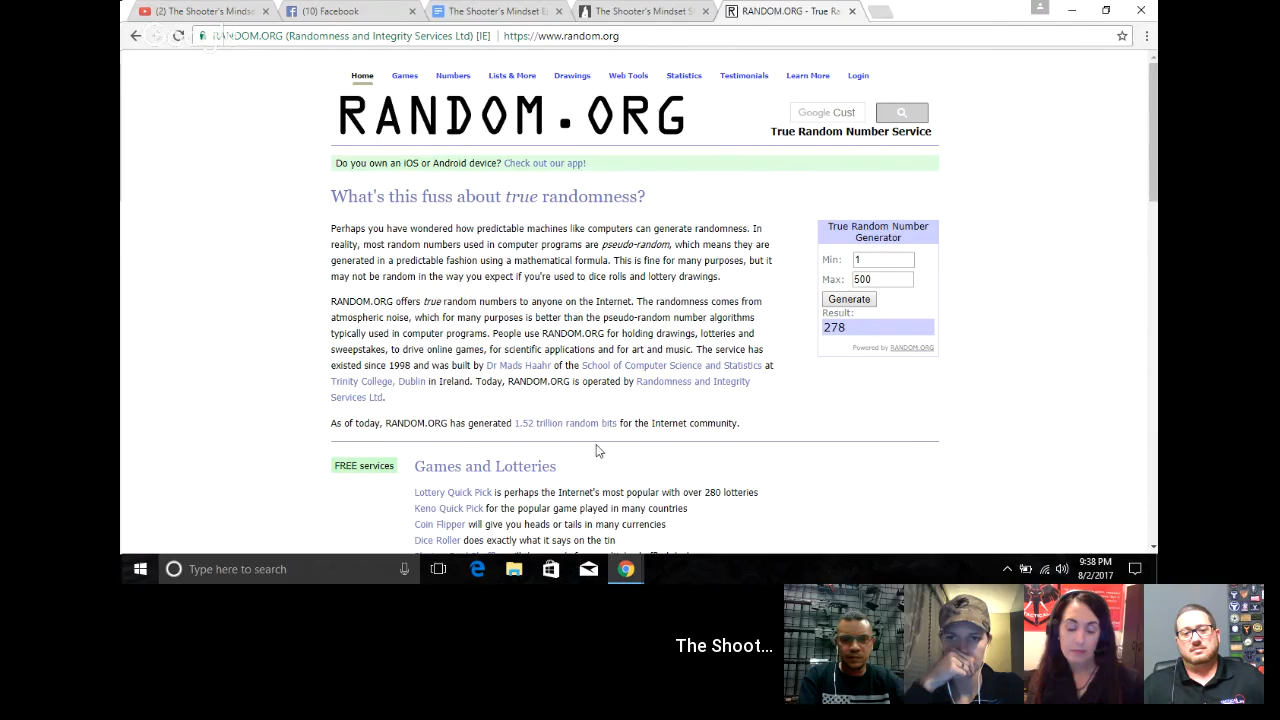 (2) The Shooter's Mindse
(10) Facebook
The Shooter's Mindset Ep
The Shooter's Mindset S
RANDOM.ORG - True Ra
RANDOM.ORG (Randomness and Integrity Services Ltd) [IE]
https://www.random.org
Home
Games
Numbers
Lists & More
Drawings
Web Tools
Statistics
Testimonials
Learn More
Login
RANDOM.ORG
Google Cust
True Random Number Service
Do you own an iOS or Android device? Check out our app!
What's this fuss about true randomness?
Perhaps you have wondered how predictable machines like computers can generate randomness. In
reality, most random numbers used in computer programs are pseudo-random, which means they are
generated in a predictable fashion using a mathematical formula. This is fine for many purposes, but it
may not be random in the way you expect if you're used to dice rolls and lottery drawings.
RANDOM.ORG offers true random numbers to anyone on the Internet. The randomness comes from
atmospheric noise, which for many purposes is better than the pseudo-random number algorithms
typically used in computer programs. People use RANDOM.ORG for holding drawings, lotteries and
sweepstakes, to drive online games, for scientific applications and for art and music. The service has
existed since 1998 and was built by Dr Mads Haahr of the School of Computer Science and Statistics at
Trinity College, Dublin in Ireland. Today, RANDOM.ORG is operated by Randomness and Integrity
Services Ltd.
As of today, RANDOM.ORG has generated 1.52 trillion random bits for the Internet community.
True Random Number
Generator
Min: 1
Max: 500
Generate
Result:
278
Powered by RANDOM.ORG
FREE services
Games and Lotteries
Lottery Quick Pick is perhaps the Internet's most popular with over 280 lotteries
Keno Quick Pick for the popular game played in many countries
Coin Flipper will give you heads or tails in many currencies
Dice Roller does exactly what it says on the tin
Type here to search
9:38 PM
8/2/2017
The Shoot...